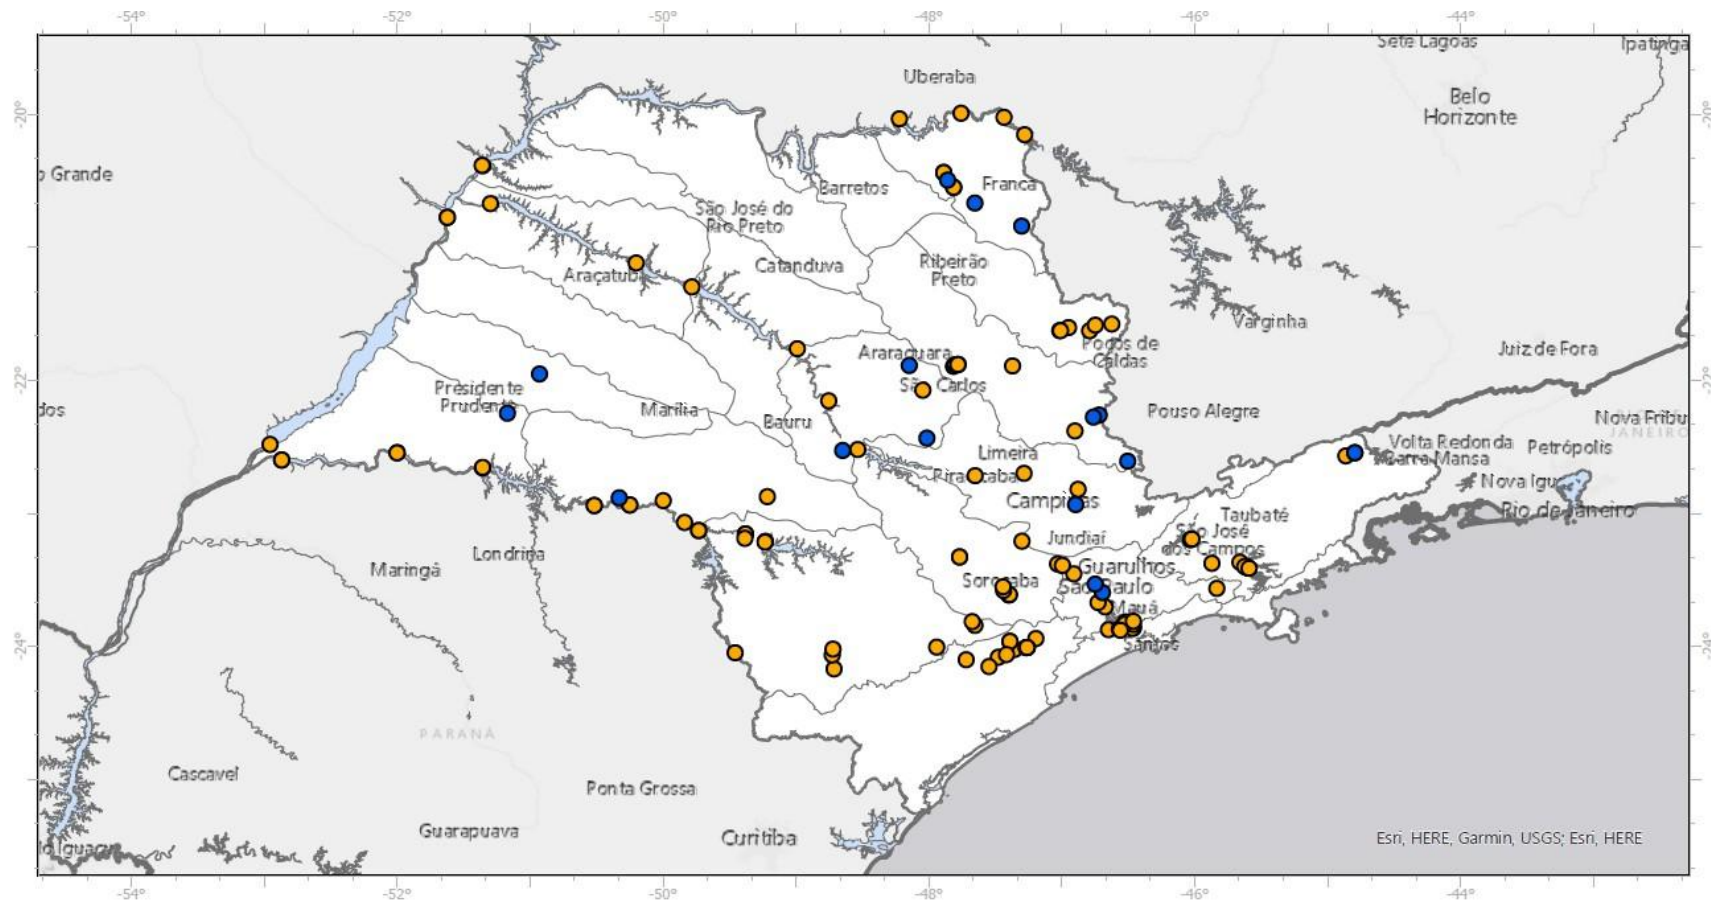 -54° -52° -50° -48° -46° -44°
Sete Lagoas
Ipatinga
Uberaba
Belo
Horizonte
-20° -20°
o Grande
Barretos
Franca
São José do
Rio Preto
Ribeirão
Preto
Catanduva
Araçatub
Varginha
Poços de
Caldas
Juiz de Fora
Araraquara
São Carlos
-22° -22°
Presidente
Prudente
dos
Marília
Bauru
Pouso Alegre
Nova Fribu
JANEIRO
Volta Redonda
Barra Mansa
Petrópolis
Limeira
Piracicaba
Nova Igu
Campinas
Rio de Janeiro
Taubaté
São José
dos Campos
Jundiaí
Londrina
Maringá
Guarulhos
Sorocaba
São Paulo
Mauá
Santos
-24° -24°
PARANÁ
Cascavel
Ponta Grossa
Guarapuava
Curitiba
Esri, HERE, Garmin, USGS; Esri, HERE
-54° -52° -50° -48° -46° -44°